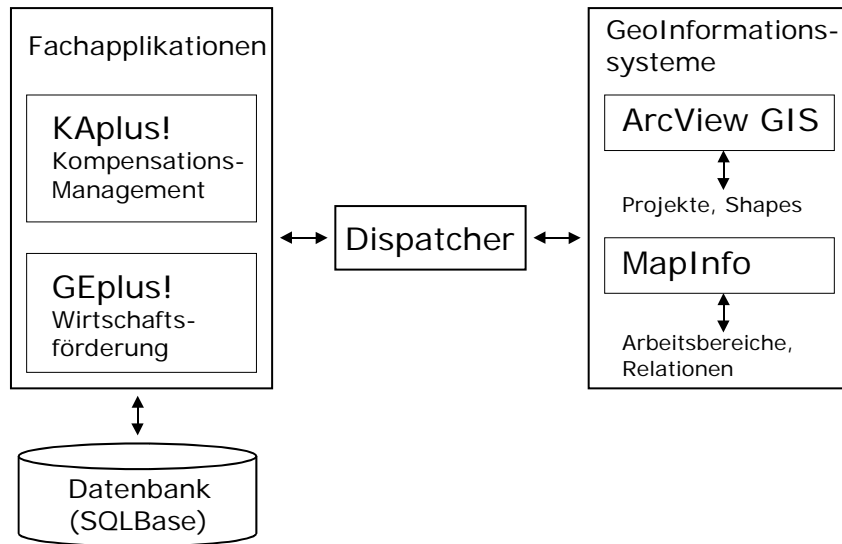 Fachapplikationen
KAplus!
Kompensations-
Management
GEplus!
Wirtschafts-
förderung
Datenbank
(SQLBase)
Dispatcher
GeoInformations-
systeme
ArcView GIS
Projekte, Shapes
MapInfo
Arbeitsbereiche,
Relationen